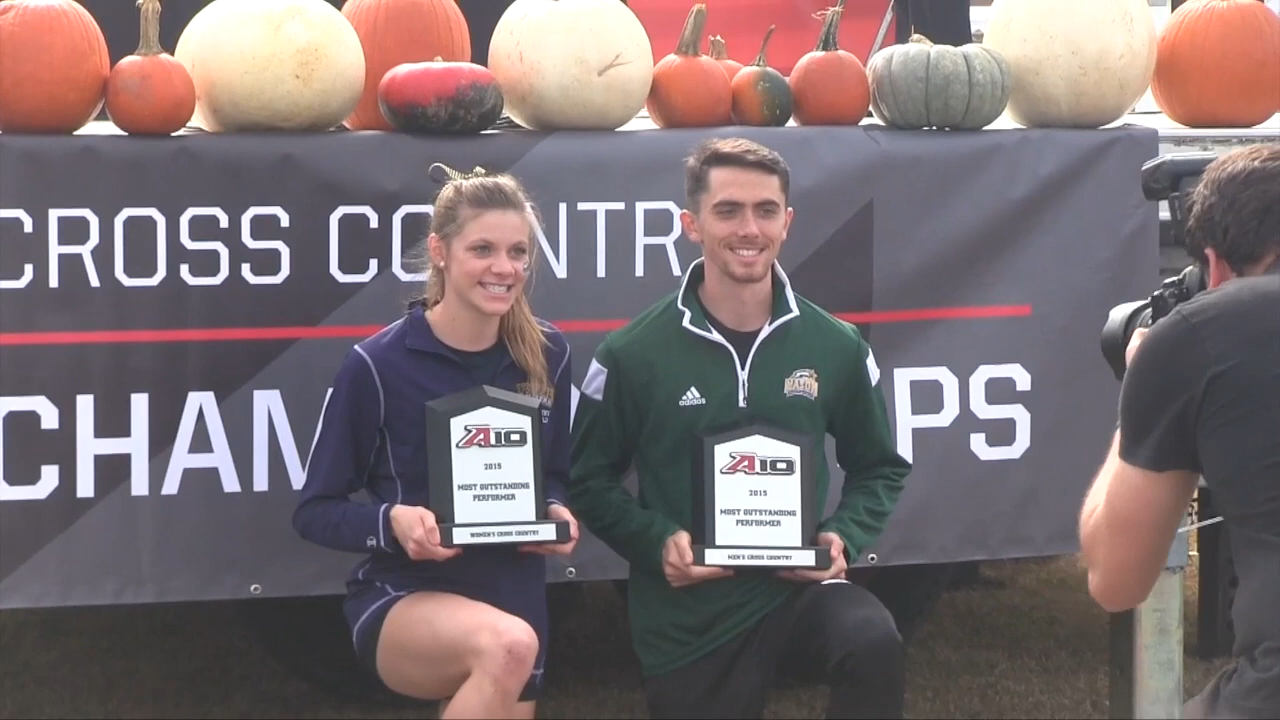 CROSS COUNTR
CHAM PS
adidas
MASON
A10
2015
MOST OUTSTANDING
PERFORMER
WOMEN'S CROSS COUNTRY
A10
2015
MOST OUTSTANDING
PERFORMER
MEN'S CROSS COUNTRY